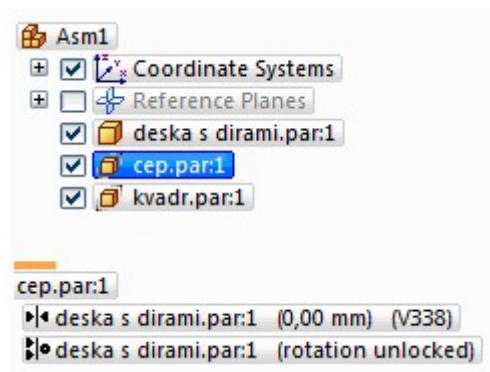 Asm1
Coordinate Systems
Reference Planes
deska s dirami.par:1
cep.par:1
kvadr.par:1
cep.par:1
deska s dirami.par:1 (0,00 mm) (V338)
deska s dirami.par:1 (rotation unlocked)